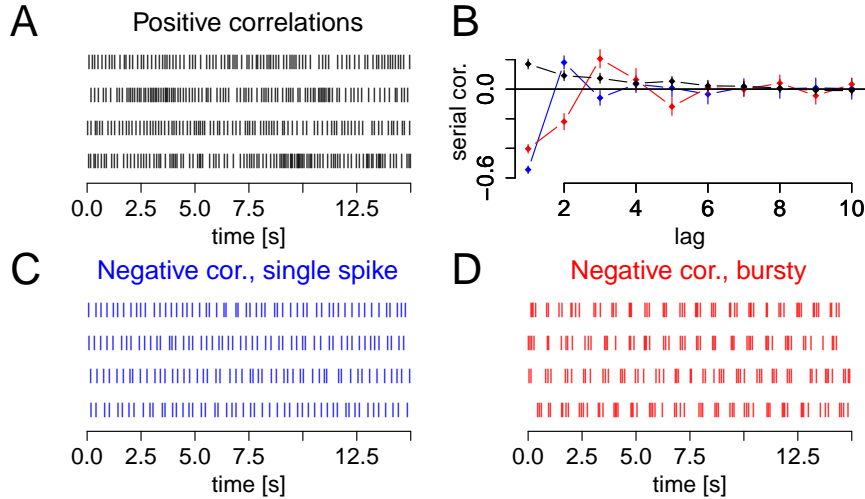 A
Positive correlations
0.0 2.5 5.0 7.5 12.5
time [s]
B
serial cor.
0.0
−0.6
2 4 6 8 10
lag
C
Negative cor., single spike
0.0 2.5 5.0 7.5 12.5
time [s]
D
Negative cor., bursty
0.0 2.5 5.0 7.5 12.5
time [s]